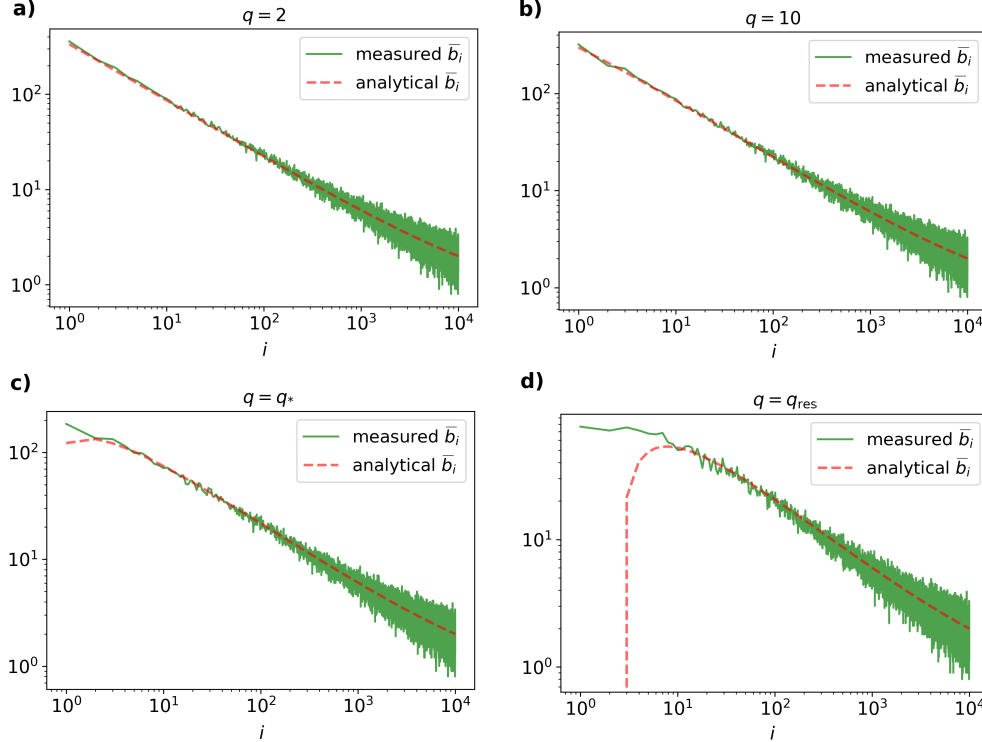 a)
q = 2
measured b̅ᵢ
analytical b̅ᵢ
10²
10¹
10⁰
10⁰ 10¹ 10² 10³ 10⁴
i
b)
q = 10
measured b̅ᵢ
analytical b̅ᵢ
10²
10¹
10⁰
10⁰ 10¹ 10² 10³ 10⁴
i
c)
q = q*
measured b̅ᵢ
analytical b̅ᵢ
10²
10¹
10⁰
10⁰ 10¹ 10² 10³ 10⁴
i
d)
q = q_res
measured b̅ᵢ
analytical b̅ᵢ
10¹
10⁰
10⁰ 10¹ 10² 10³ 10⁴
i